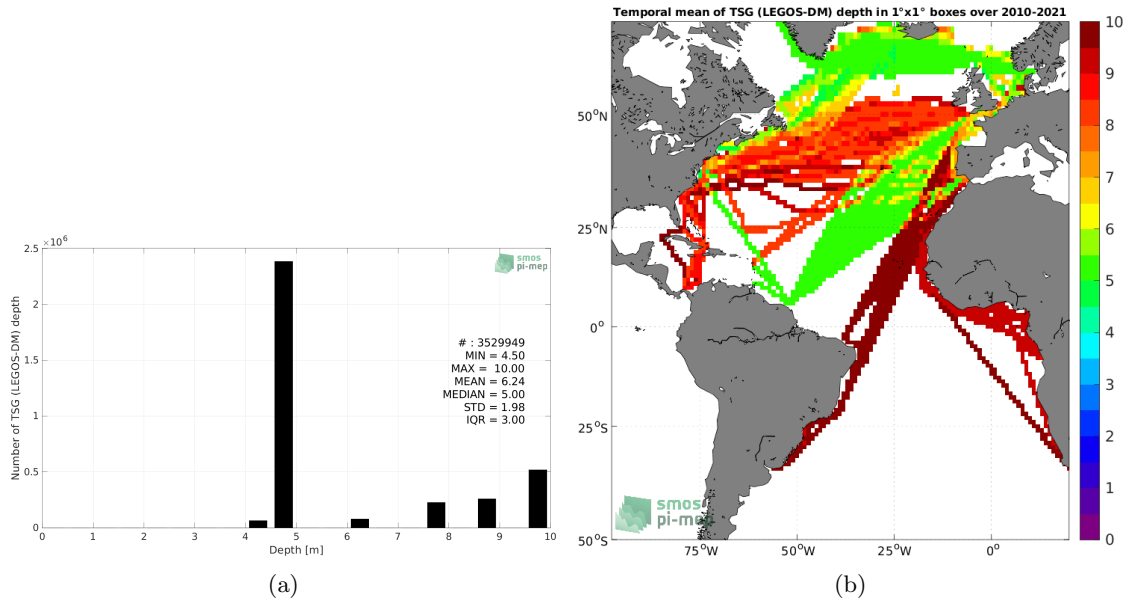 ×10^6
2.5
2
1.5
1
0.5
0
Number of TSG (LEGOS-DM) depth
smos
pi-mep
# : 3529949
MIN = 4.50
MAX = 10.00
MEAN = 6.24
MEDIAN = 5.00
STD = 1.98
IQR = 3.00
0 1 2 3 4 5 6 7 8 9 10
Depth [m]
(a)
Temporal mean of TSG (LEGOS-DM) depth in 1°x1° boxes over 2010-2021
50°N
25°N
0°
25°S
50°S
75°W 50°W 25°W 0°
smos
pi-mep
10
9
8
7
6
5
4
3
2
1
0
(b)